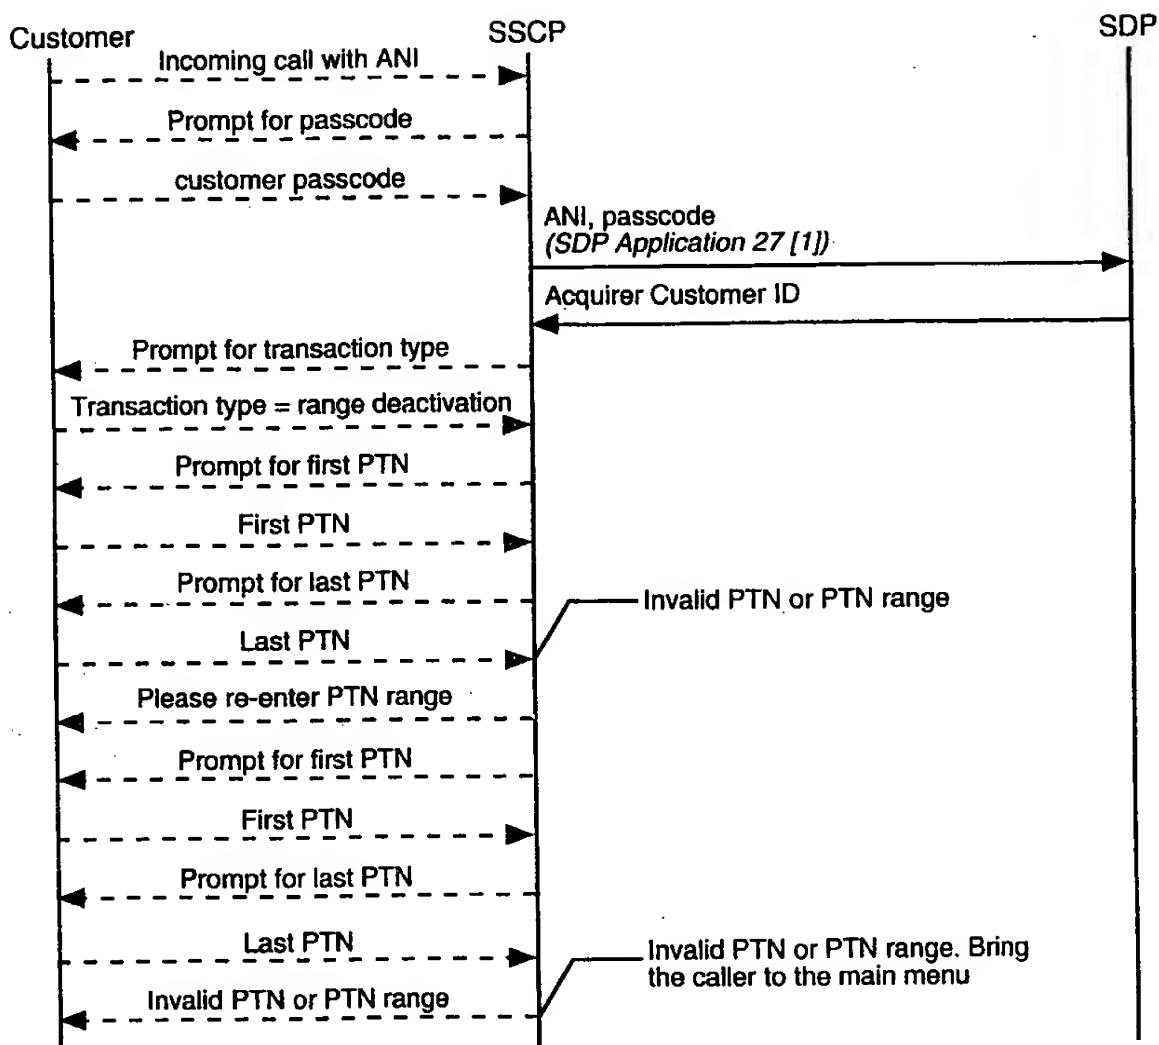 Customer
SSCP
SDP
Incoming call with ANI
Prompt for passcode
customer passcode
ANI, passcode
(SDP Application 27 [1])
Acquirer Customer ID
Prompt for transaction type
Transaction type = range deactivation
Prompt for first PTN
First PTN
Prompt for last PTN
Invalid PTN or PTN range
Last PTN
Please re-enter PTN range
Prompt for first PTN
First PTN
Prompt for last PTN
Last PTN
Invalid PTN or PTN range. Bring
the caller to the main menu
Invalid PTN or PTN range